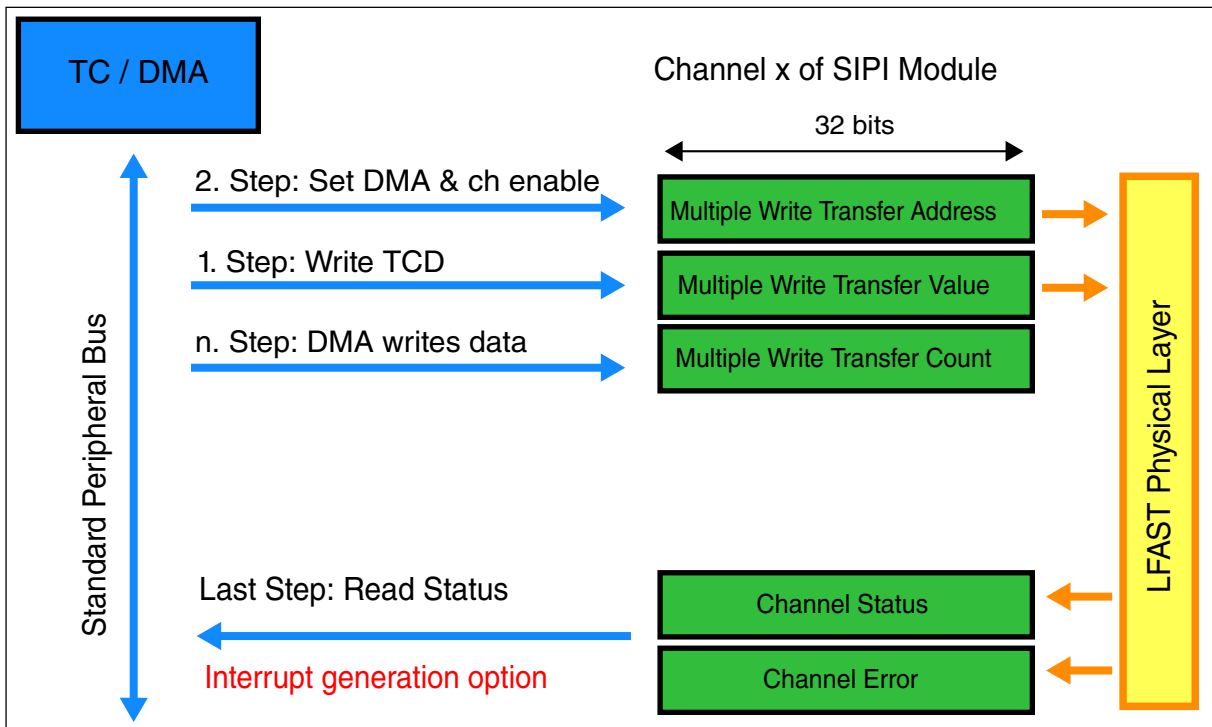 TC / DMA
Channel x of SIPI Module
32 bits
2. Step: Set DMA & ch enable
Multiple Write Transfer Address
1. Step: Write TCD
Multiple Write Transfer Value
n. Step: DMA writes data
Multiple Write Transfer Count
Standard Peripheral Bus
LFAST Physical Layer
Last Step: Read Status
Channel Status
Interrupt generation option
Channel Error